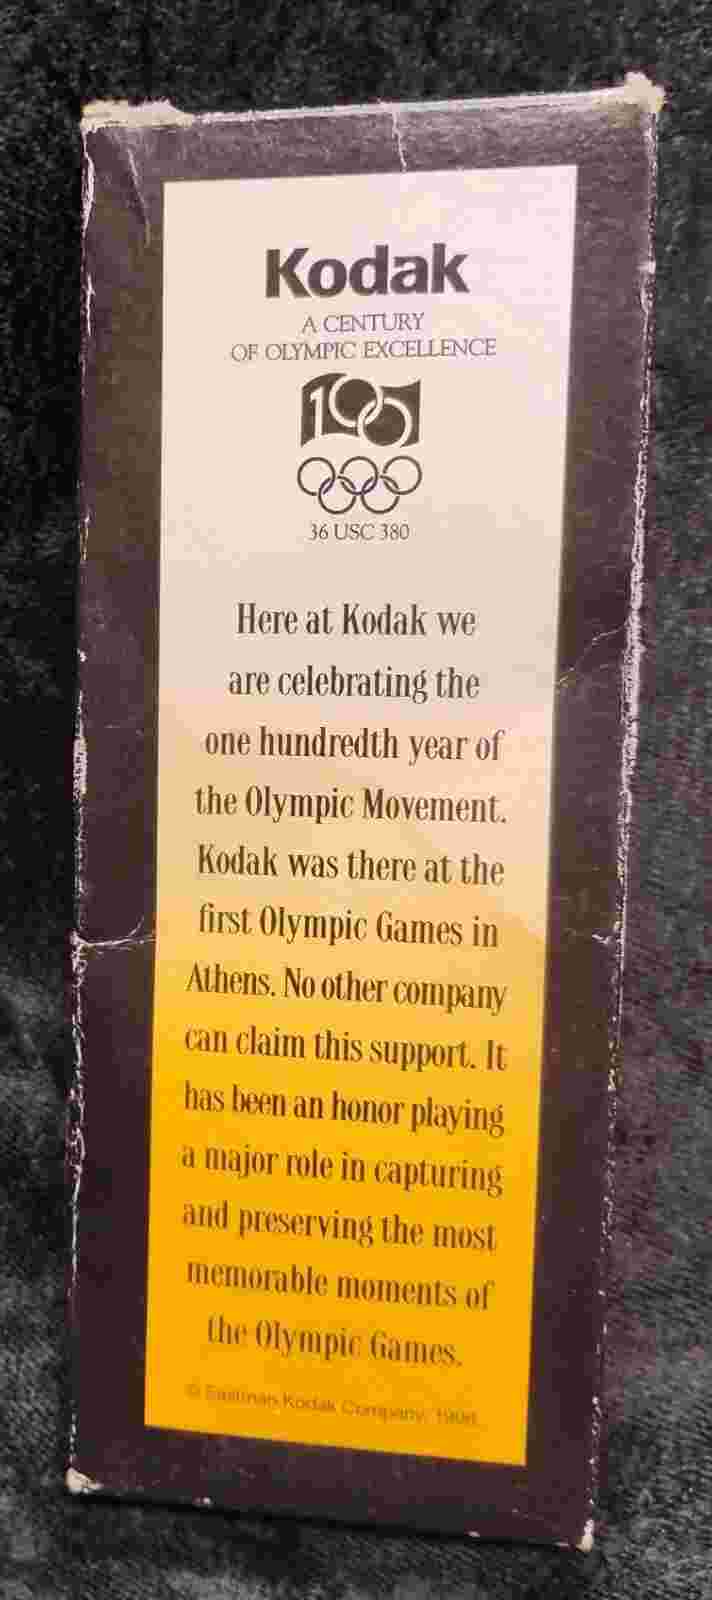 Kodak
A CENTURY
OF OLYMPIC EXCELLENCE
100
36 USC 380
Here at Kodak we
are celebrating the
one hundredth year of
the Olympic Movement.
Kodak was there at the
first Olympic Games in
Athens. No other company
can claim this support. It
has been an honor playing
a major role in capturing
and preserving the most
memorable moments of
the Olympic Games.
© Eastman Kodak Company,